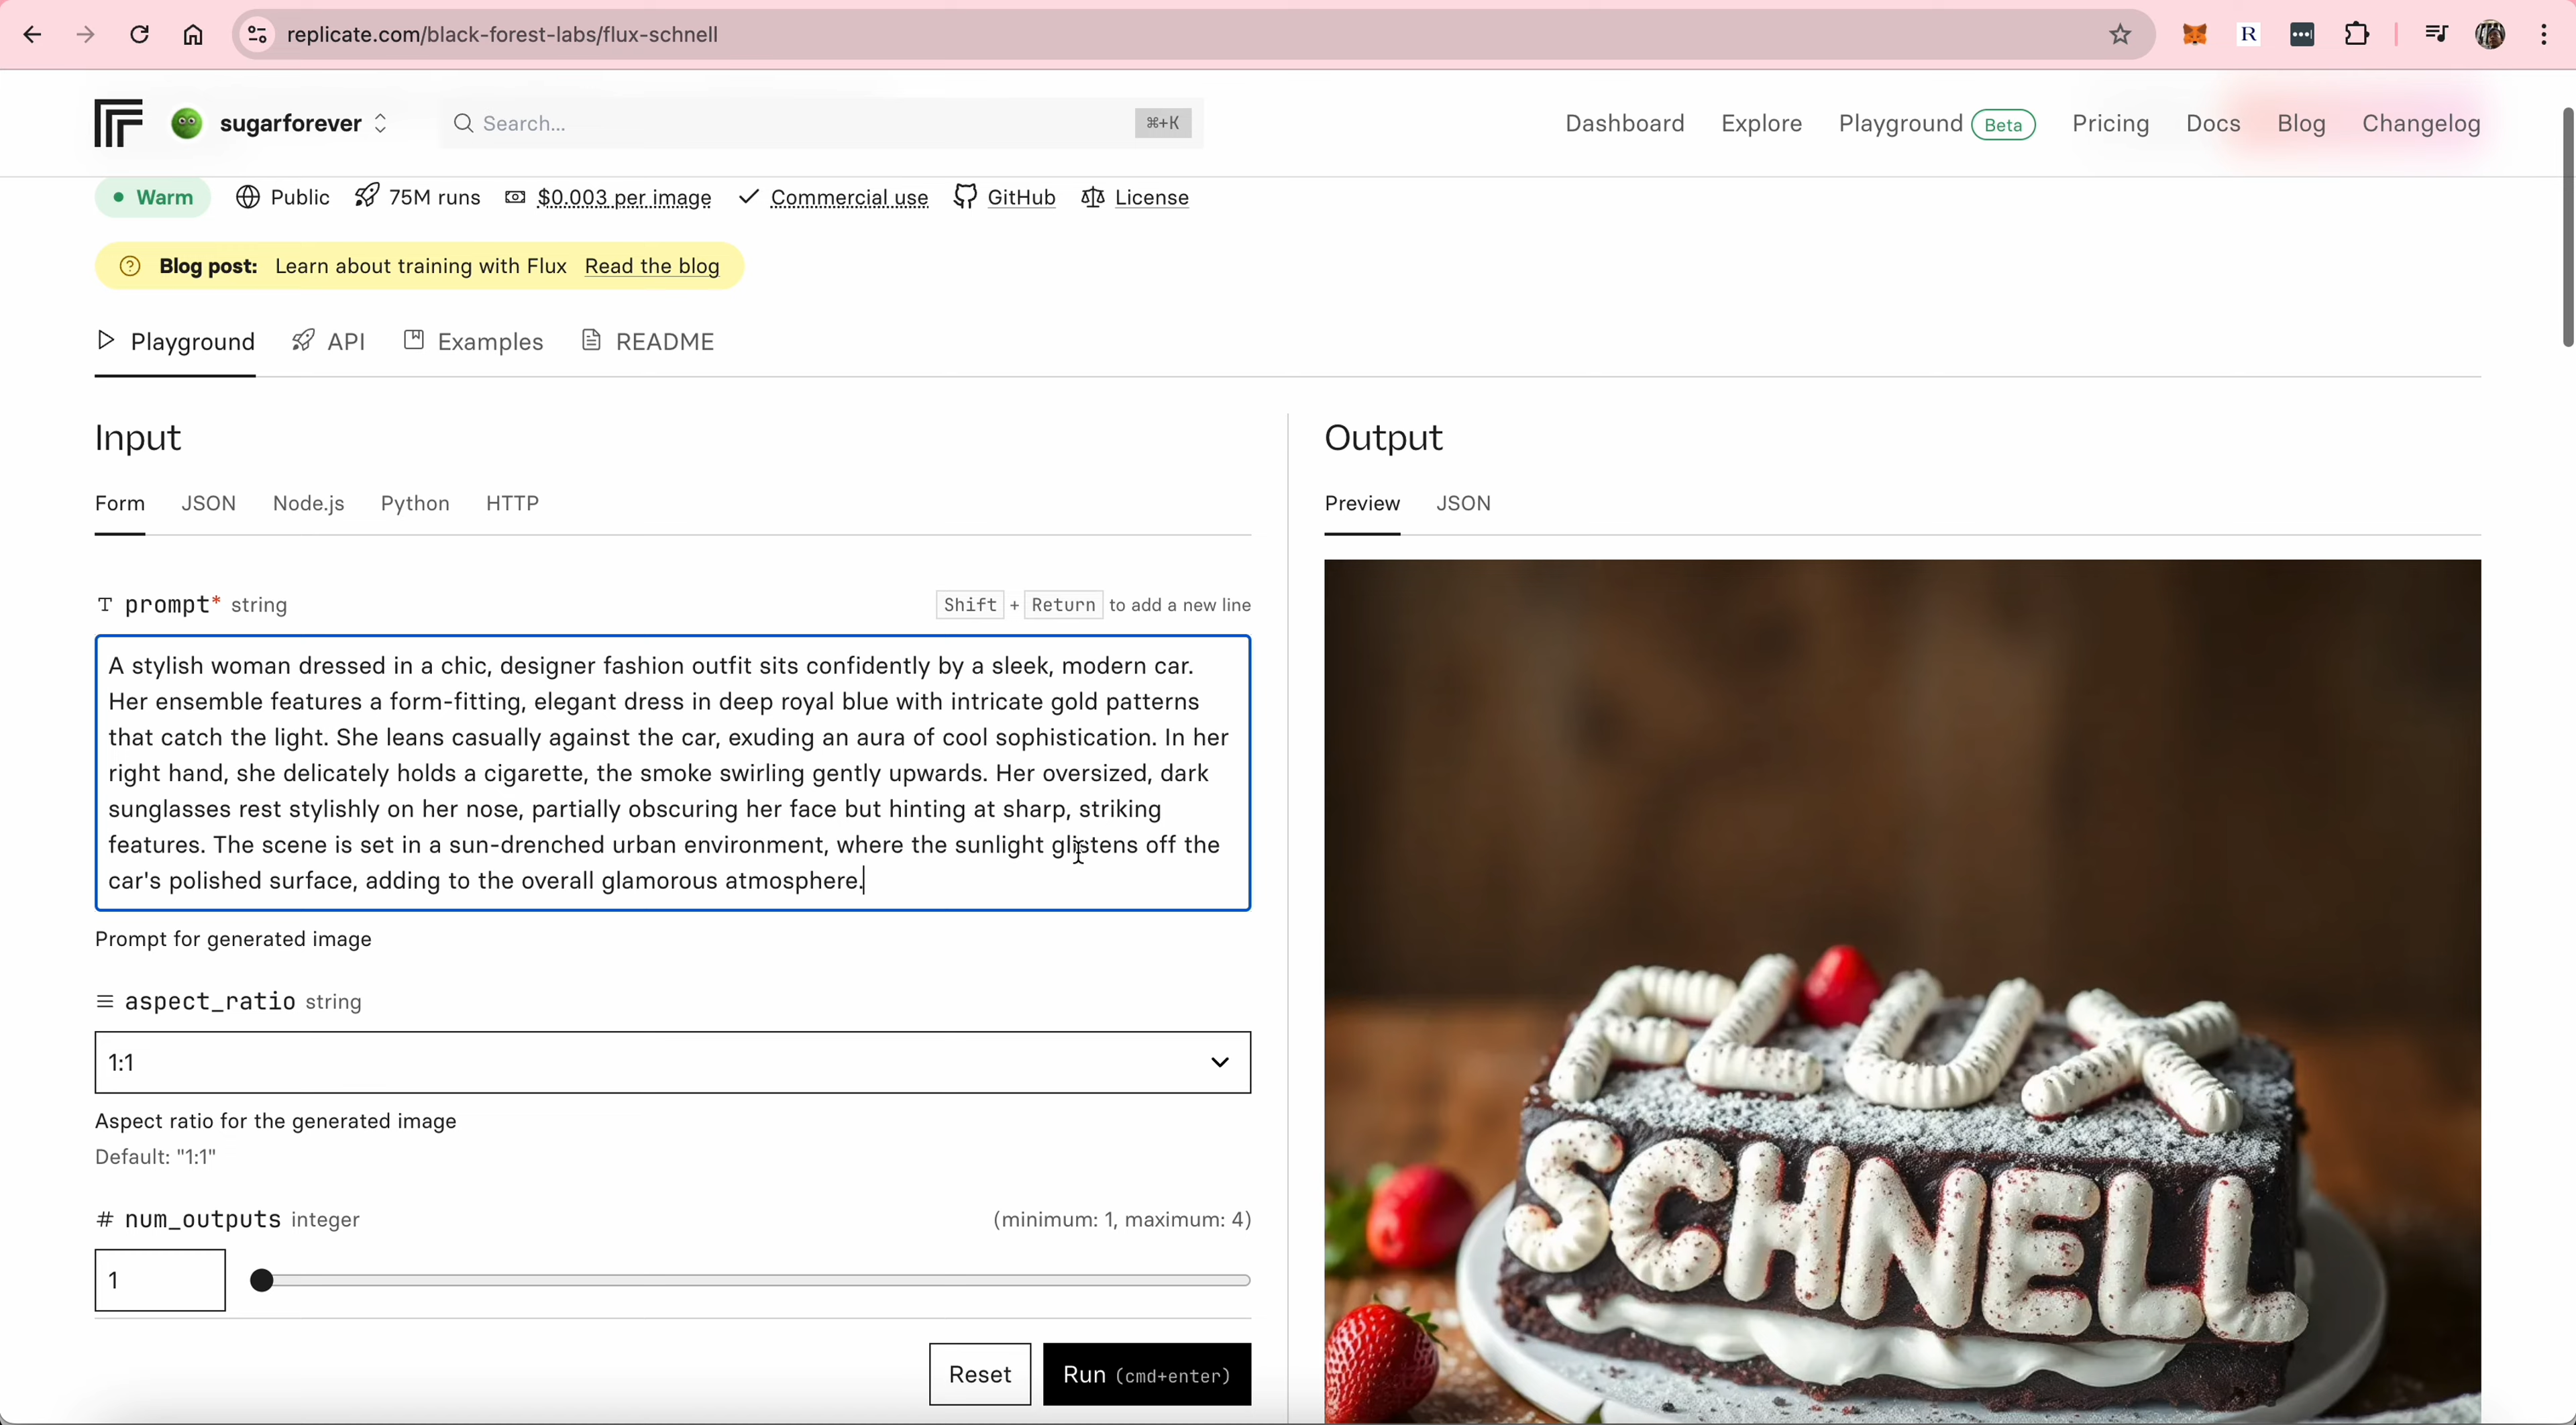 replicate.com/black-forest-labs/flux-schnell
R
sugarforever
Search...
⌘+K
Dashboard
Explore
Playground Beta
Pricing
Docs
Blog
Changelog
Warm
Public
75M runs
$0.003 per image
Commercial use
GitHub
License
Blog post: Learn about training with Flux Read the blog
Playground
API
Examples
README
Input
Form
JSON
Node.js
Python
HTTP
T prompt* string
Shift + Return to add a new line
A stylish woman dressed in a chic, designer fashion outfit sits confidently by a sleek, modern car.
Her ensemble features a form-fitting, elegant dress in deep royal blue with intricate gold patterns
that catch the light. She leans casually against the car, exuding an aura of cool sophistication. In her
right hand, she delicately holds a cigarette, the smoke swirling gently upwards. Her oversized, dark
sunglasses rest stylishly on her nose, partially obscuring her face but hinting at sharp, striking
features. The scene is set in a sun-drenched urban environment, where the sunlight glistens off the
car's polished surface, adding to the overall glamorous atmosphere.
Prompt for generated image
aspect_ratio string
1:1
Aspect ratio for the generated image
Default: "1:1"
# num_outputs integer
(minimum: 1, maximum: 4)
1
Reset
Run (cmd+enter)
Output
Preview
JSON
FLUX
SCHNELL